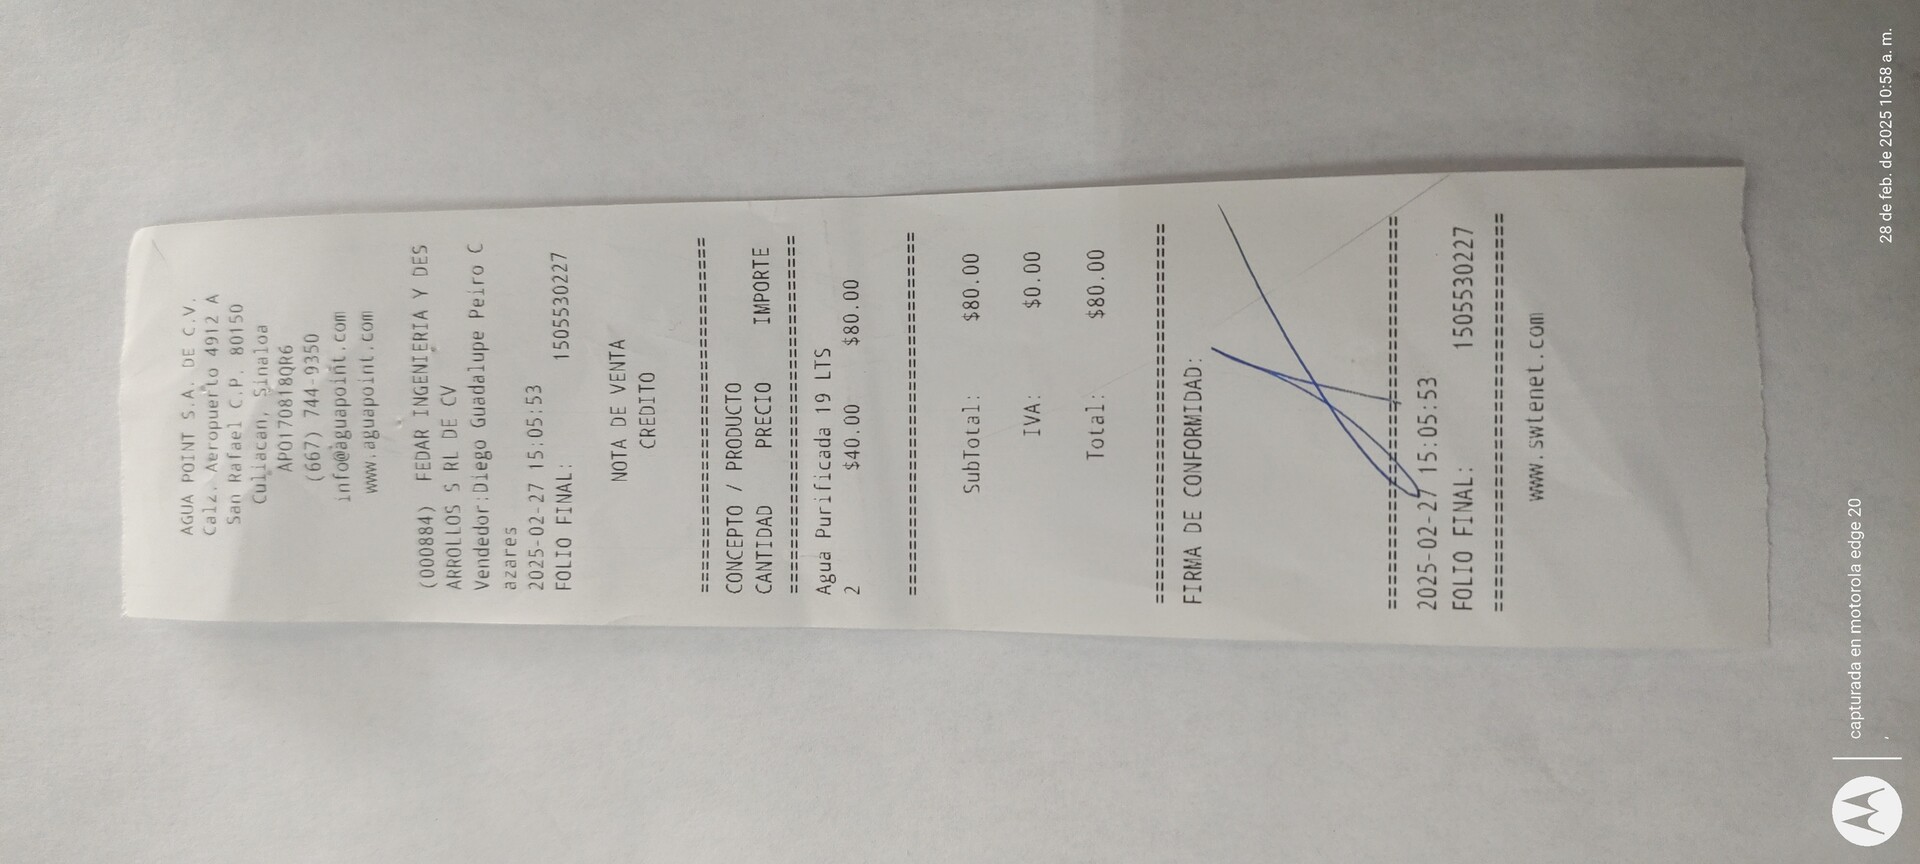 AGUA POINT S.A. DE C.V.
Calz. Aeropuerto 4912 A
San Rafael C.P. 80150
Culiacan, Sinaloa
APO170818QR6
(667) 744-9350
info@aguapoint.com
www.aguapoint.com
(000884) FEDAR INGENIERIA Y DES
ARROLLOS S RL DE CV
Vendedor:Diego Guadalupe Peiro C
azares
2025-02-27 15:05:53
FOLIO FINAL: 1505530227
NOTA DE VENTA
CREDITO
================================
CONCEPTO / PRODUCTO
CANTIDAD PRECIO IMPORTE
================================
Agua Purificada 19 LTS
2 $40.00 $80.00
================================
SubTotal: $80.00
IVA: $0.00
Total: $80.00
================================
FIRMA DE CONFORMIDAD:
================================
2025-02-27 15:05:53
FOLIO FINAL: 1505530227
================================
www.swtenet.com
capturada en motorola edge 20
28 de feb. de 2025 10:58 a. m.